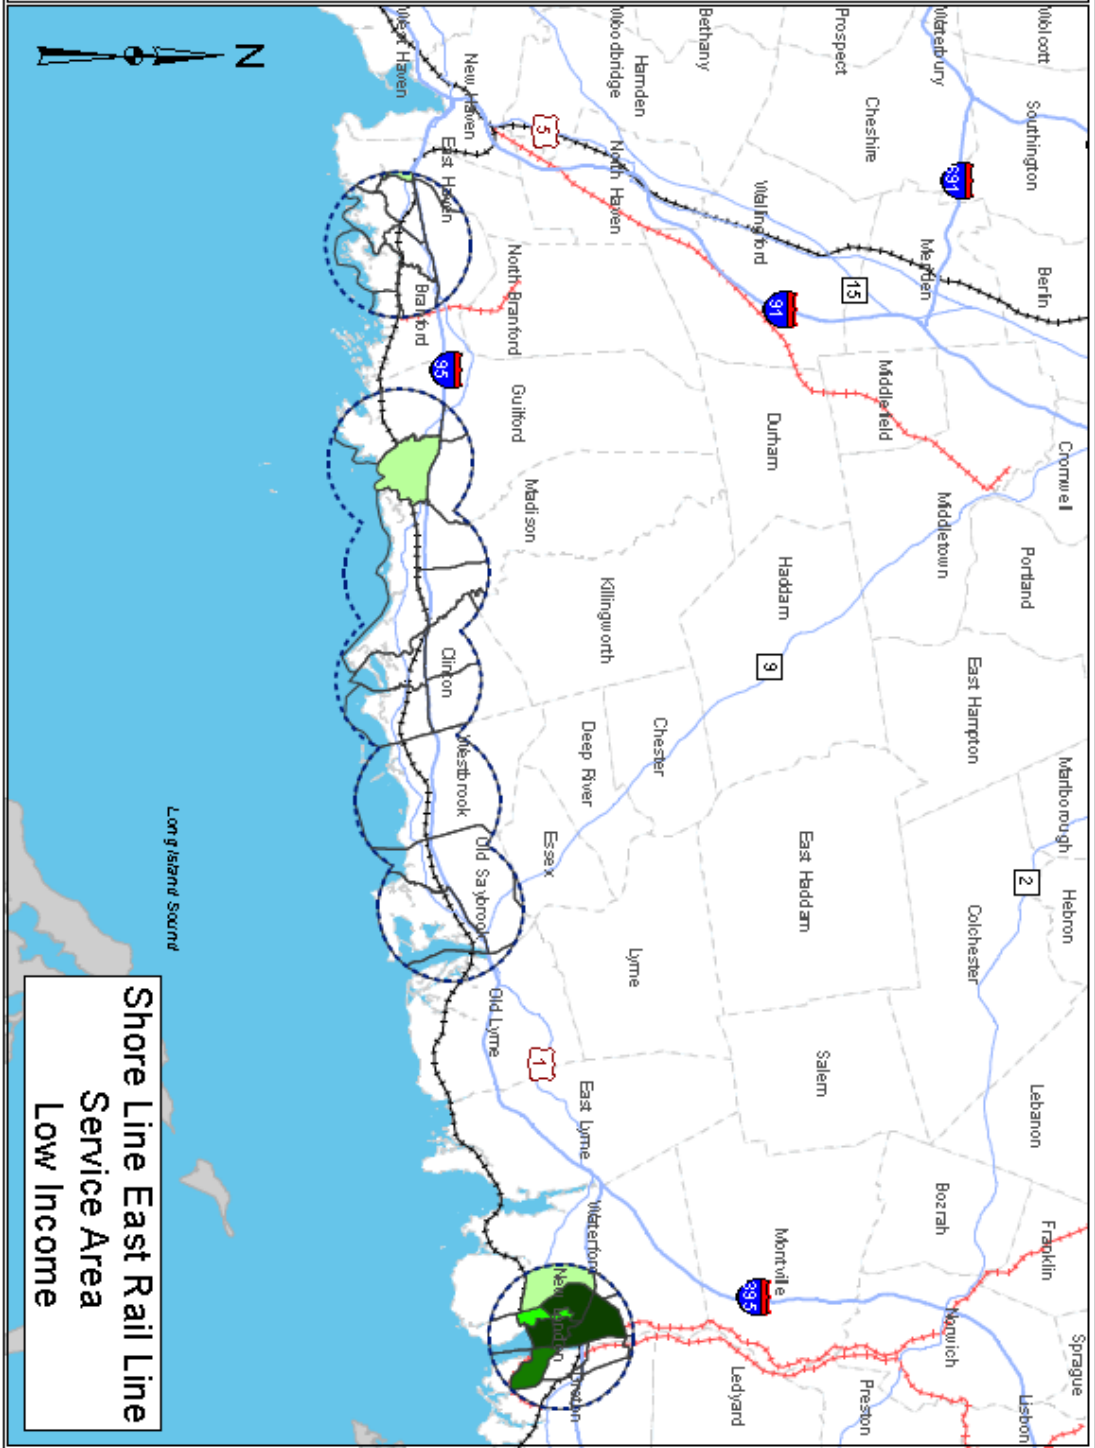 Wolcott
Southington
Berlin
Cromwell
Portland
Marlborough
Hebron
Lebanon
Franklin
Sprague
Lisbon
Waterbury
691
Meriden
Middletown
East Hampton
2
Colchester
Bozrah
Norwich
Prospect
Cheshire
15
Middlefield
Preston
Bethany
Wallingford
91
Durham
Haddam
9
East Haddam
Salem
Montville
395
Ledyard
Woodbridge
Hamden
North Haven
Killingworth
Chester
Deep River
Lyme
New Haven
5
North Branford
Guilford
Madison
Essex
1
East Lyme
Waterford
New London
Groton
West Haven
East Haven
Branford
95
Clinton
Westbrook
Old Saybrook
Old Lyme
N
Long Island Sound
Shore Line East Rail Line
Service Area
Low Income